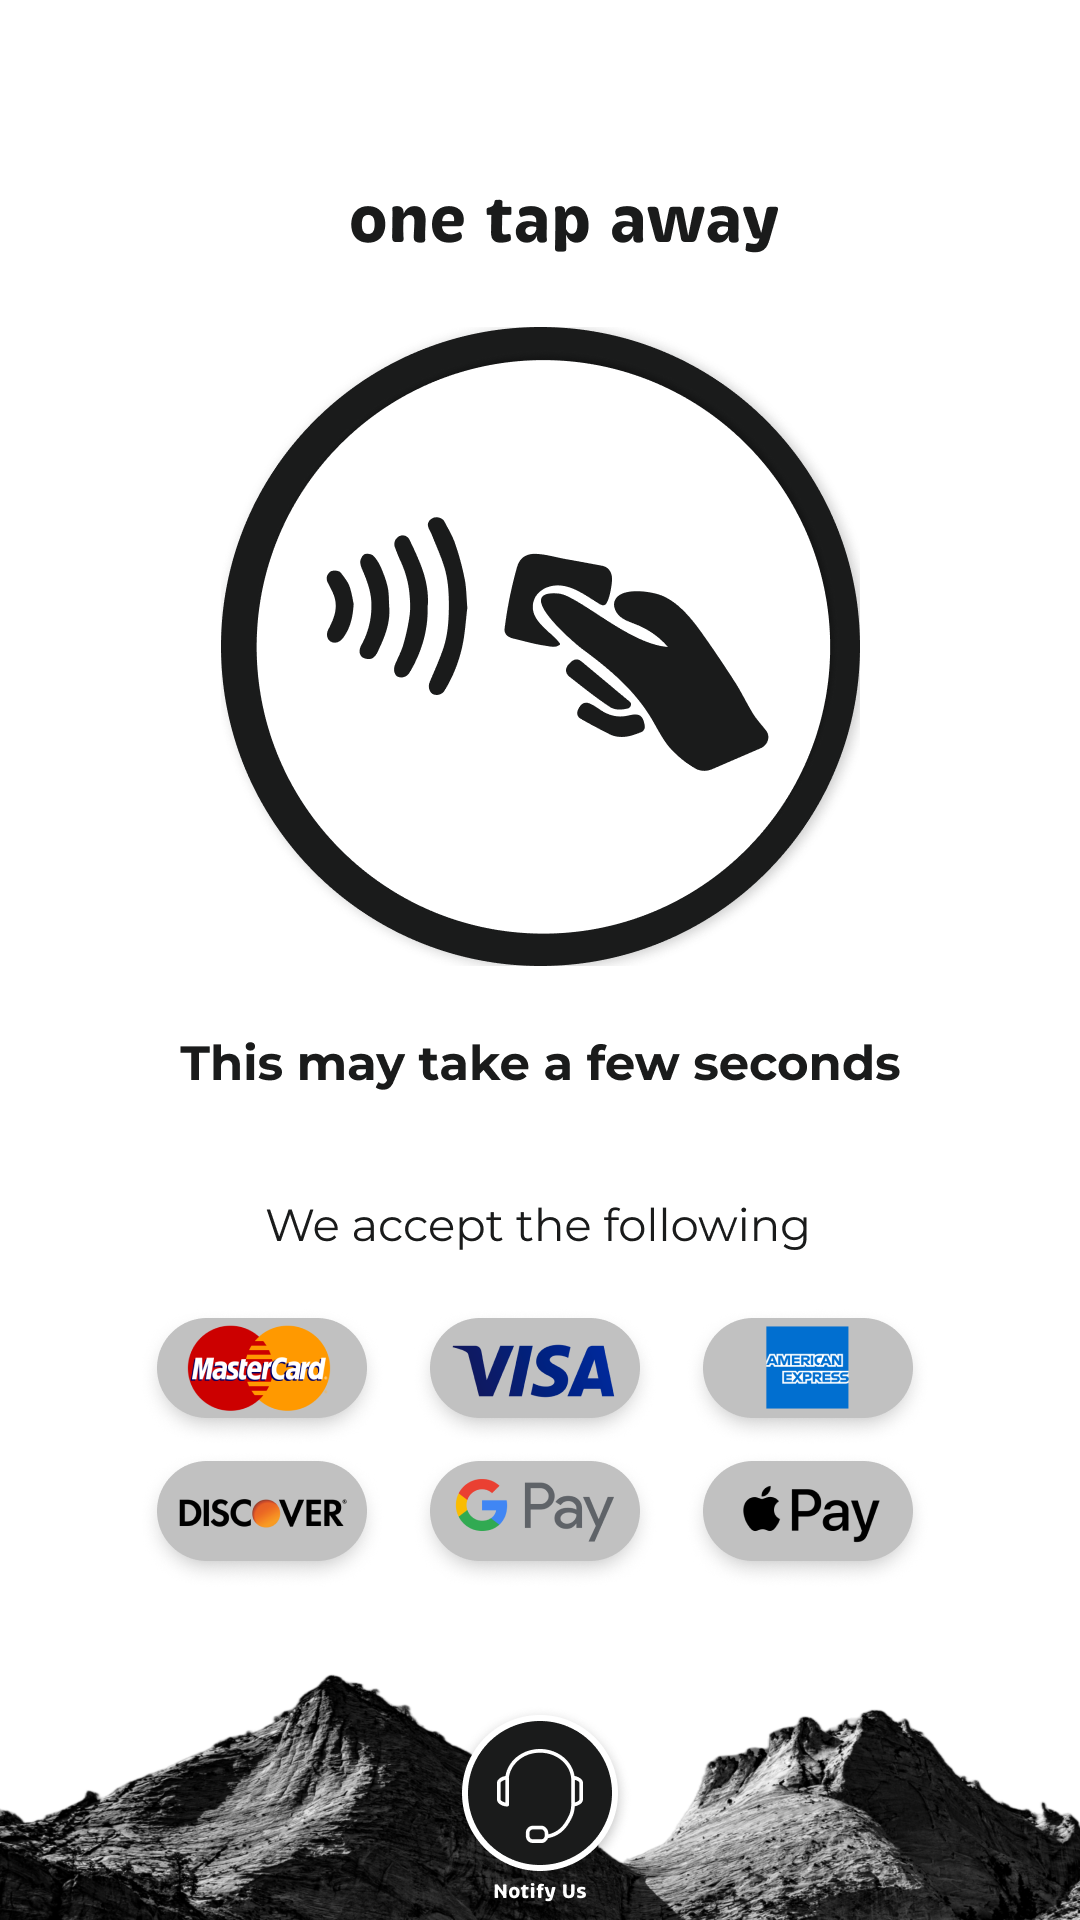 one tap away
This may take a few seconds
We accept the following
MasterCard
VISA
AMERICAN
EXPRESS
DISCOVER
G Pay
Pay
Notify Us